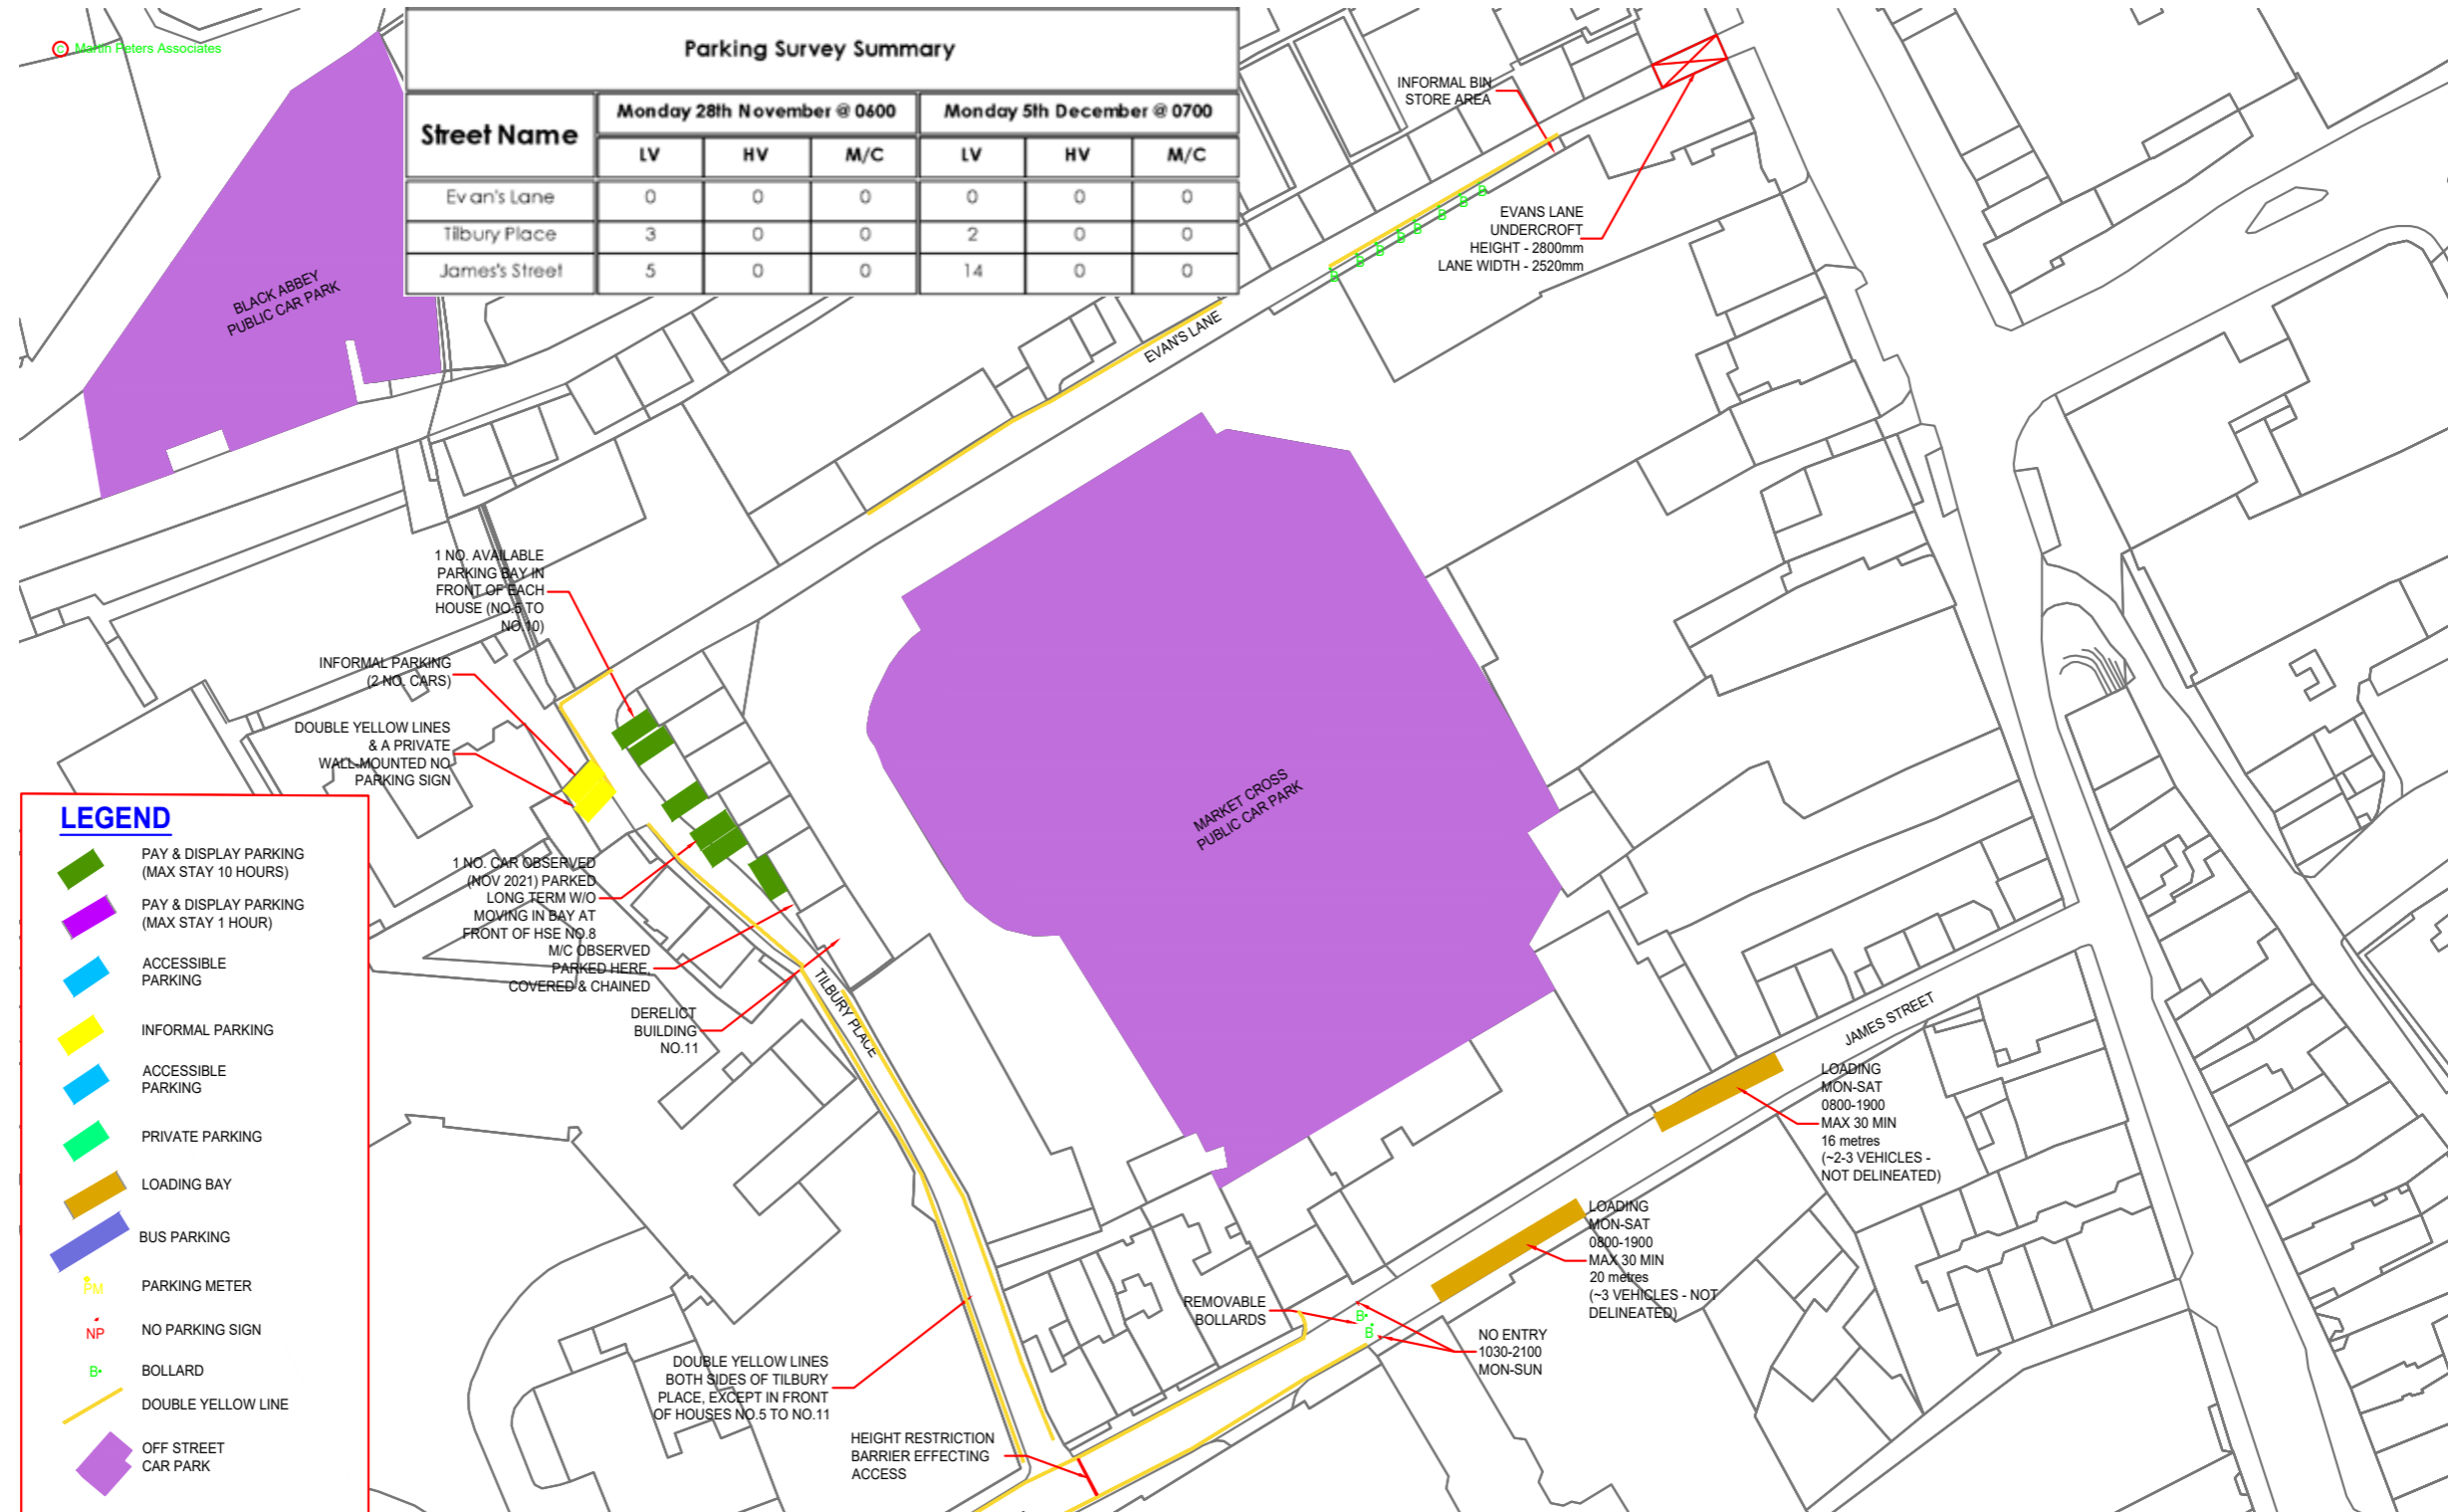 © Martin Peters Associates
Parking Survey Summary
Street Name
Monday 28th November @ 0600
Monday 5th December @ 0700
LV HV M/C LV HV M/C
Evan's Lane 0 0 0 0 0 0
Tilbury Place 3 0 0 2 0 0
James's Street 5 0 0 14 0 0
INFORMAL BIN
STORE AREA
EVANS LANE
UNDERCROFT
HEIGHT - 2800mm
LANE WIDTH - 2520mm
B
B
B
B
B
B
B
B
BLACK ABBEY
PUBLIC CAR PARK
EVAN'S LANE
1 NO. AVAILABLE
PARKING BAY IN
FRONT OF EACH
HOUSE (NO.5 TO
NO.10)
INFORMAL PARKING
(2 NO. CARS)
DOUBLE YELLOW LINES
& A PRIVATE
WALL-MOUNTED NO
PARKING SIGN
MARKET CROSS
PUBLIC CAR PARK
1 NO. CAR OBSERVED
(NOV 2021) PARKED
LONG TERM W/O
MOVING IN BAY AT
FRONT OF HSE NO.8
M/C OBSERVED
PARKED HERE,
COVERED & CHAINED
DERELICT
BUILDING
NO.11
TILBURY PLACE
JAMES STREET
LOADING
MON-SAT
0800-1900
MAX 30 MIN
16 metres
(~2-3 VEHICLES -
NOT DELINEATED)
LOADING
MON-SAT
0800-1900
MAX 30 MIN
20 metres
(~3 VEHICLES - NOT
DELINEATED)
REMOVABLE
BOLLARDS
B
B
NO ENTRY
1030-2100
MON-SUN
DOUBLE YELLOW LINES
BOTH SIDES OF TILBURY
PLACE, EXCEPT IN FRONT
OF HOUSES NO.5 TO NO.11
HEIGHT RESTRICTION
BARRIER EFFECTING
ACCESS
LEGEND
PAY & DISPLAY PARKING
(MAX STAY 10 HOURS)
PAY & DISPLAY PARKING
(MAX STAY 1 HOUR)
ACCESSIBLE
PARKING
INFORMAL PARKING
ACCESSIBLE
PARKING
PRIVATE PARKING
LOADING BAY
BUS PARKING
PM PARKING METER
NP NO PARKING SIGN
B BOLLARD
DOUBLE YELLOW LINE
OFF STREET
CAR PARK